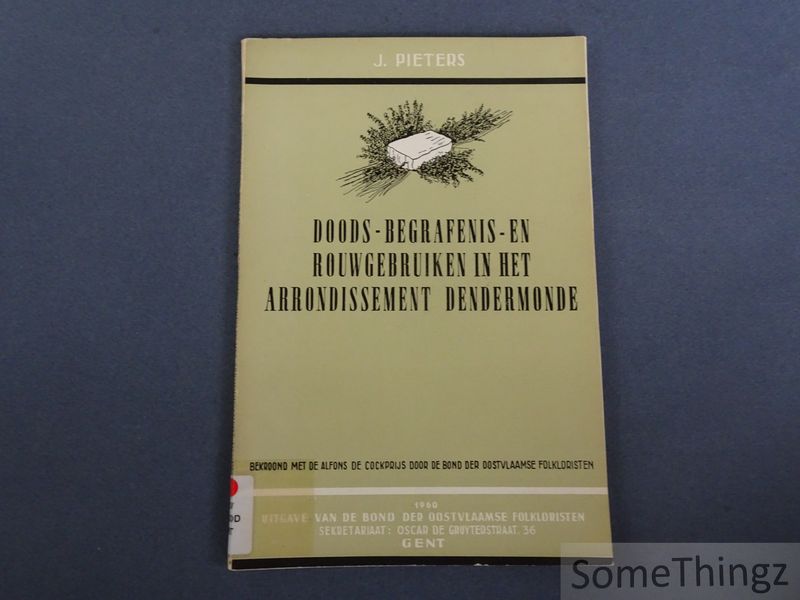 J. PIETERS
DOODS-BEGRAFENIS-EN
ROUWGEBRUIKEN IN HET
ARRONDISSEMENT DENDERMONDE
BEKROOND MET DE ALFONS DE COCKPRIJS DOOR DE BOND DER OOSTVLAAMSE FOLKLORISTEN
1960
UITGAVE VAN DE BOND DER OOSTVLAAMSE FOLKLORISTEN
SEKRETARIAAT: OSCAR DE GRUYTERSTRAAT. 36
GENT
SomeThingz